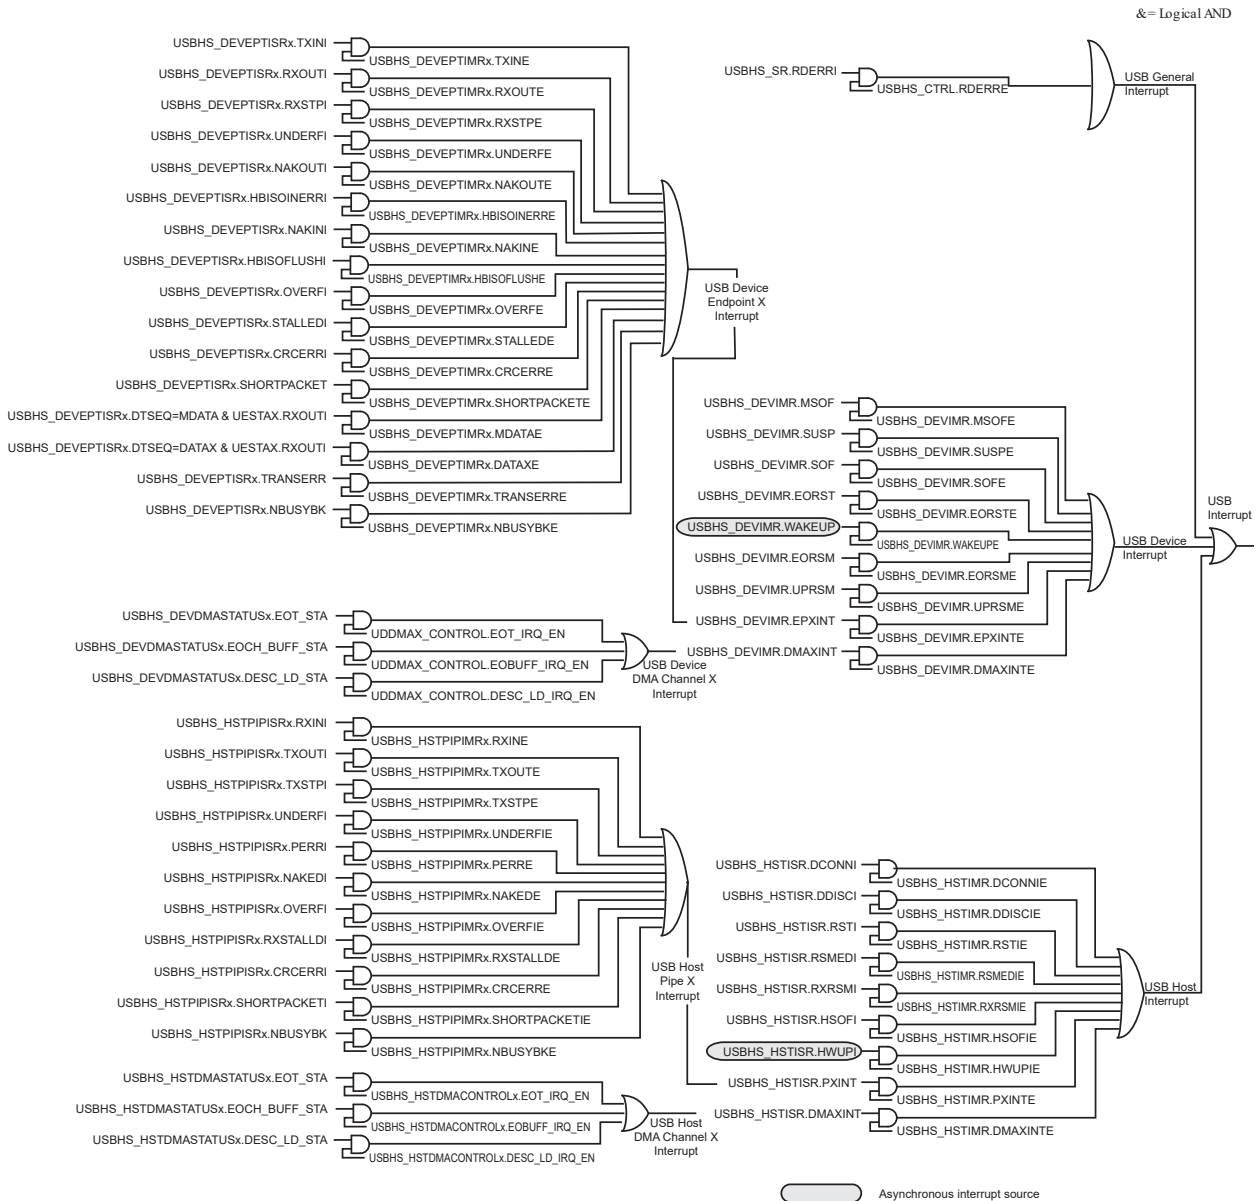 &= Logical AND
USBHS_DEVEPTISRx.TXINI
USBHS_DEVEPTIMRx.TXINE
USBHS_DEVEPTISRx.RXOUTI
USBHS_DEVEPTIMRx.RXOUTE
USBHS_DEVEPTISRx.RXSTPI
USBHS_DEVEPTIMRx.RXSTPE
USBHS_DEVEPTISRx.UNDERFI
USBHS_DEVEPTIMRx.UNDERFE
USBHS_DEVEPTISRx.NAKOUTI
USBHS_DEVEPTIMRx.NAKOUTE
USBHS_DEVEPTISRx.HBISOINERRI
USBHS_DEVEPTIMRx.HBISOINERRE
USBHS_DEVEPTISRx.NAKINI
USBHS_DEVEPTIMRx.NAKINE
USBHS_DEVEPTISRx.HBISOFLUSHI
USBHS_DEVEPTIMRx.HBISOFLUSHE
USBHS_DEVEPTISRx.OVERFI
USBHS_DEVEPTIMRx.OVERFE
USBHS_DEVEPTISRx.STALLEDI
USBHS_DEVEPTIMRx.STALLEDE
USBHS_DEVEPTISRx.CRCERRI
USBHS_DEVEPTIMRx.CRCERRE
USBHS_DEVEPTISRx.SHORTPACKET
USBHS_DEVEPTIMRx.SHORTPACKETE
USBHS_DEVEPTISRx.DTSEQ=MDATA & UESTAX.RXOUTI
USBHS_DEVEPTIMRx.MDATAE
USBHS_DEVEPTISRx.DTSEQ=DATAX & UESTAX.RXOUTI
USBHS_DEVEPTIMRx.DATAXE
USBHS_DEVEPTISRx.TRANSERR
USBHS_DEVEPTIMRx.TRANSERRE
USBHS_DEVEPTISRx.NBUSYBK
USBHS_DEVEPTIMRx.NBUSYBKE
USB Device
Endpoint X
Interrupt
USBHS_SR.RDERRI
USBHS_CTRL.RDERRE
USB General
Interrupt
USBHS_DEVIMR.MSOF
USBHS_DEVIMR.MSOFE
USBHS_DEVIMR.SUSP
USBHS_DEVIMR.SUSPE
USBHS_DEVIMR.SOF
USBHS_DEVIMR.SOFE
USBHS_DEVIMR.EORST
USBHS_DEVIMR.EORSTE
USBHS_DEVIMR.WAKEUP
USBHS_DEVIMR.WAKEUPE
USBHS_DEVIMR.EORSM
USBHS_DEVIMR.EORSME
USBHS_DEVIMR.UPRSM
USBHS_DEVIMR.UPRSME
USBHS_DEVIMR.EPXINT
USBHS_DEVIMR.EPXINTE
USBHS_DEVIMR.DMAXINT
USBHS_DEVIMR.DMAXINTE
USB Device
Interrupt
USB
Interrupt
USBHS_DEVDMASTATUSx.EOT_STA
UDDMAX_CONTROL.EOT_IRQ_EN
USBHS_DEVDMASTATUSx.EOCH_BUFF_STA
UDDMAX_CONTROL.EOBUFF_IRQ_EN
USBHS_DEVDMASTATUSx.DESC_LD_STA
UDDMAX_CONTROL.DESC_LD_IRQ_EN
USB Device
DMA Channel X
Interrupt
USBHS_HSTPIPISRx.RXINI
USBHS_HSTPIPIMRx.RXINE
USBHS_HSTPIPISRx.TXOUTI
USBHS_HSTPIPIMRx.TXOUTE
USBHS_HSTPIPISRx.TXSTPI
USBHS_HSTPIPIMRx.TXSTPE
USBHS_HSTPIPISRx.UNDERFI
USBHS_HSTPIPIMRx.UNDERFIE
USBHS_HSTPIPISRx.PERRI
USBHS_HSTPIPIMRx.PERRE
USBHS_HSTPIPISRx.NAKEDI
USBHS_HSTPIPIMRx.NAKEDE
USBHS_HSTPIPISRx.OVERFI
USBHS_HSTPIPIMRx.OVERFIE
USBHS_HSTPIPISRx.RXSTALLDI
USBHS_HSTPIPIMRx.RXSTALLDE
USBHS_HSTPIPISRx.CRCERRI
USBHS_HSTPIPIMRx.CRCERRE
USBHS_HSTPIPISRx.SHORTPACKETI
USBHS_HSTPIPIMRx.SHORTPACKETIE
USBHS_HSTPIPISRx.NBUSYBK
USBHS_HSTPIPIMRx.NBUSYBKE
USB Host
Pipe X
Interrupt
USBHS_HSTISR.DCONNI
USBHS_HSTIMR.DCONNIE
USBHS_HSTISR.DDISCI
USBHS_HSTIMR.DDISCIE
USBHS_HSTISR.RSTI
USBHS_HSTIMR.RSTIE
USBHS_HSTISR.RSMEDI
USBHS_HSTIMR.RSMEDIE
USBHS_HSTISR.RXRSMI
USBHS_HSTIMR.RXRSMIE
USBHS_HSTISR.HSOFI
USBHS_HSTIMR.HSOFIE
USBHS_HSTISR.HWUPI
USBHS_HSTIMR.HWUPIE
USBHS_HSTISR.PXINT
USBHS_HSTIMR.PXINTE
USBHS_HSTISR.DMAXINT
USBHS_HSTIMR.DMAXINTE
USB Host
Interrupt
USBHS_HSTDMASTATUSx.EOT_STA
USBHS_HSTDMACONTROLx.EOT_IRQ_EN
USBHS_HSTDMASTATUSx.EOCH_BUFF_STA
USBHS_HSTDMACONTROLx.EOBUFF_IRQ_EN
USBHS_HSTDMASTATUSx.DESC_LD_STA
USBHS_HSTDMACONTROLx.DESC_LD_IRQ_EN
USB Host
DMA Channel X
Interrupt
Asynchronous interrupt source